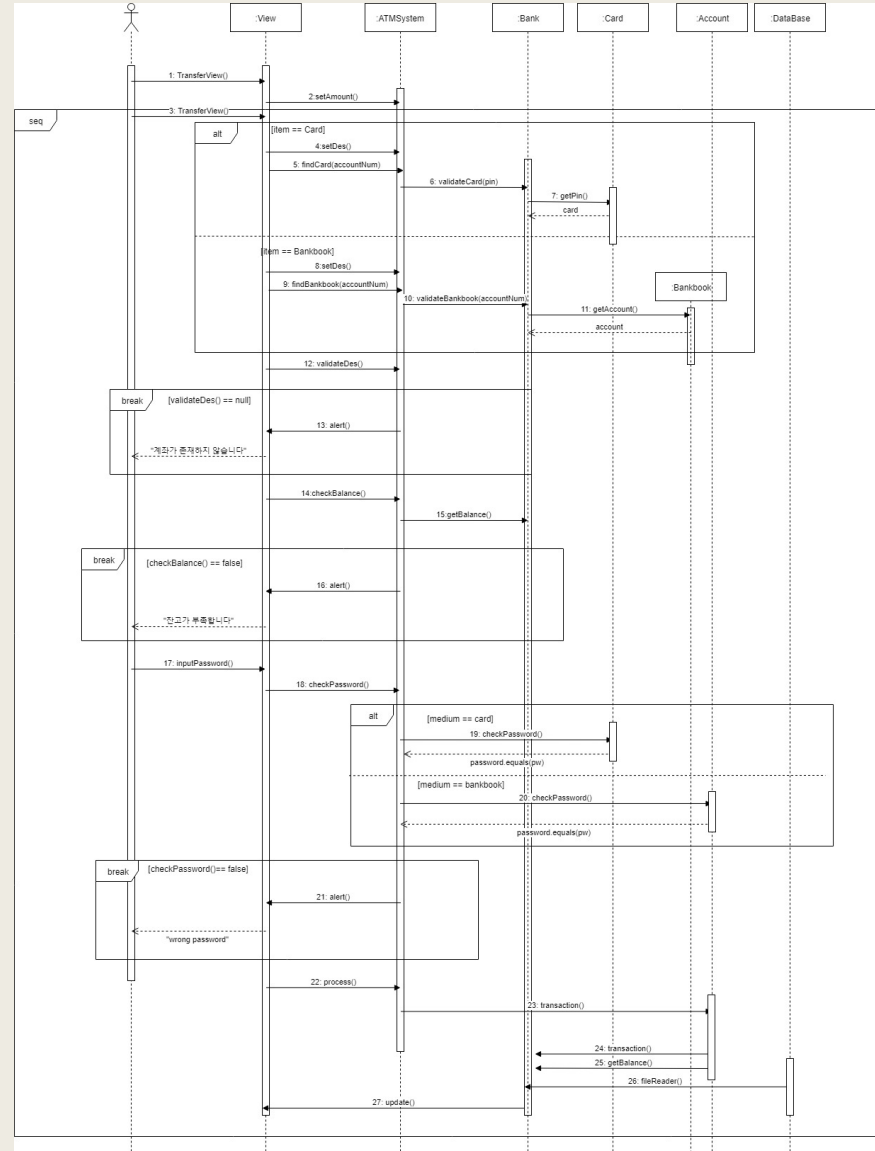 :View
:ATMSystem
:Bank
:Card
:Account
:DataBase
1: TransferView()
2:setAmount()
3: TransferView()
seq
alt
[item == Card]
4:setDes()
5: findCard(accountNum)
6: validateCard(pin)
7: getPin()
card
[item == Bankbook]
8:setDes()
9: findBankbook(accountNum)
:Bankbook
10: validateBankbook(accountNum)
11: getAccount()
account
12: validateDes()
break
[validateDes() == null]
13: alert()
"계좌가 존재하지 않습니다"
14:checkBalance()
15:getBalance()
break
[checkBalance() == false]
16: alert()
"잔고가 부족합니다"
17: inputPassword()
18: checkPassword()
alt
[medium == card]
19: checkPassword()
password.equals(pw)
[medium == bankbook]
20: checkPassword()
password.equals(pw)
break
[checkPassword()== false]
21: alert()
"wrong password"
22: process()
23: transaction()
24: transaction()
25: getBalance()
26: fileReader()
27: update()